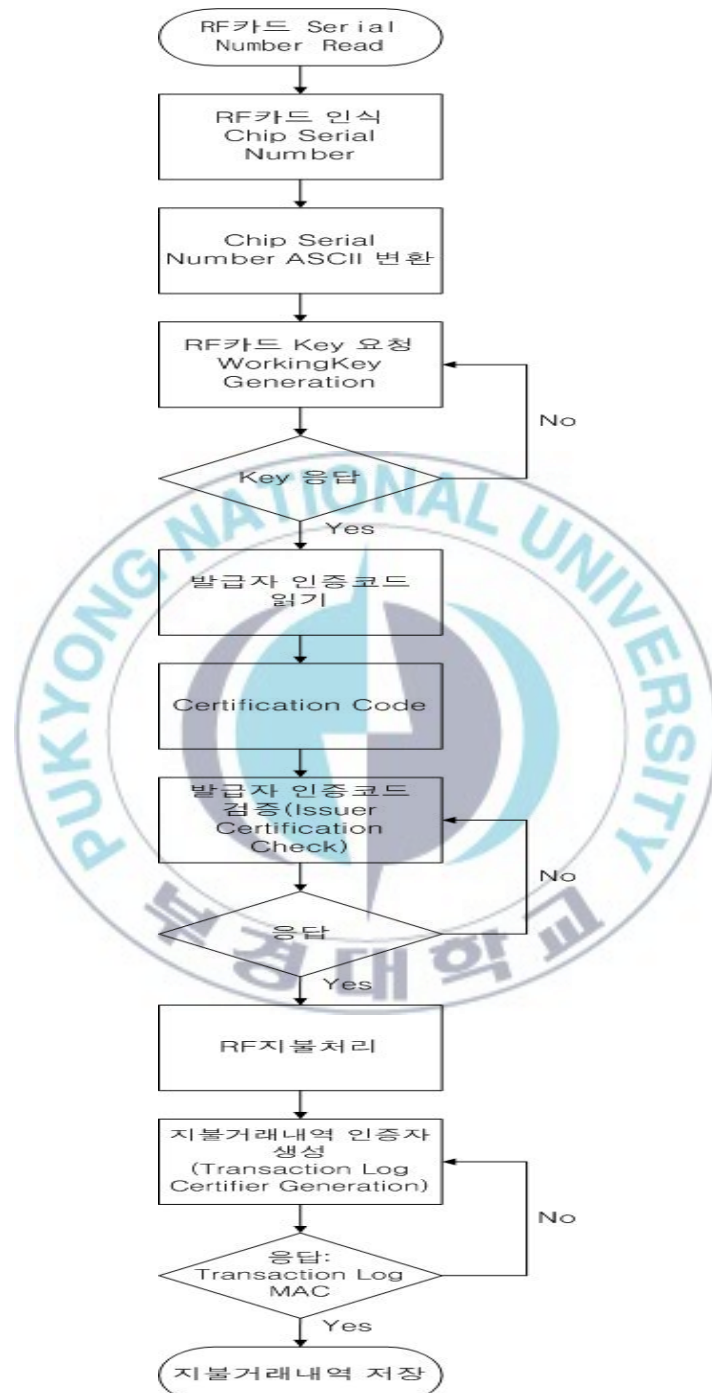 RF카드 Serial
Number Read
RF카드 인식
Chip Serial
Number
Chip Serial
Number ASCII 변환
RF카드 Key 요청
WorkingKey
Generation
No
Key 응답
Yes
발급자 인증코드
읽기
Certification Code
발급자 인증코드
검증(Issuer
Certification
Check)
No
응답
Yes
RF지불처리
지불거래내역 인증자
생성
(Transaction Log
Certifier Generation)
No
응답:
Transaction Log
MAC
Yes
지불거래내역 저장
PUKYONG NATIONAL UNIVERSITY
부경대학교